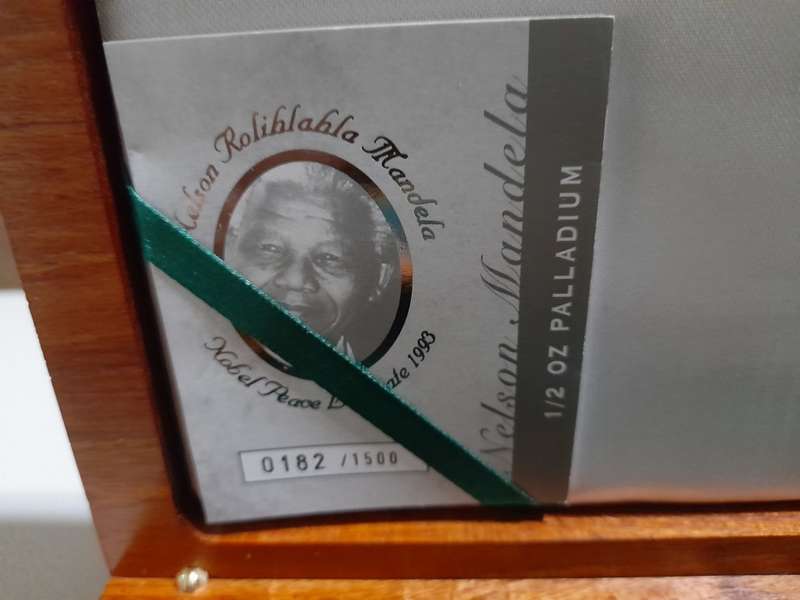 Nelson Rolihlahla Mandela
Nobel Peace 1993
0182 /1500
Nelson Mandela
1/2 OZ PALLADIUM